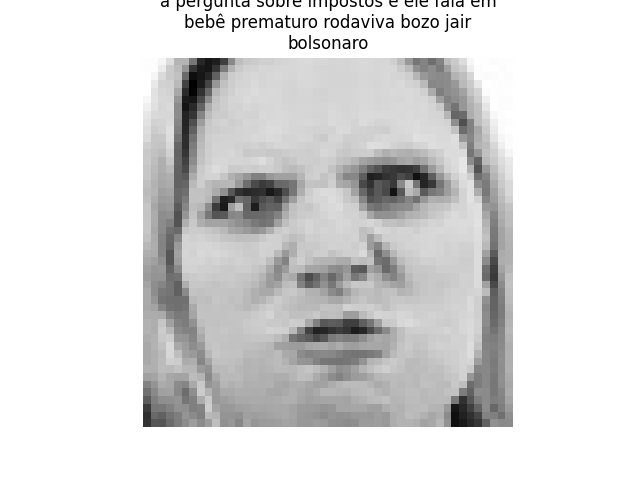 a pergunta sobre impostos e ele fala em
bebê prematuro rodaviva bozo jair
bolsonaro